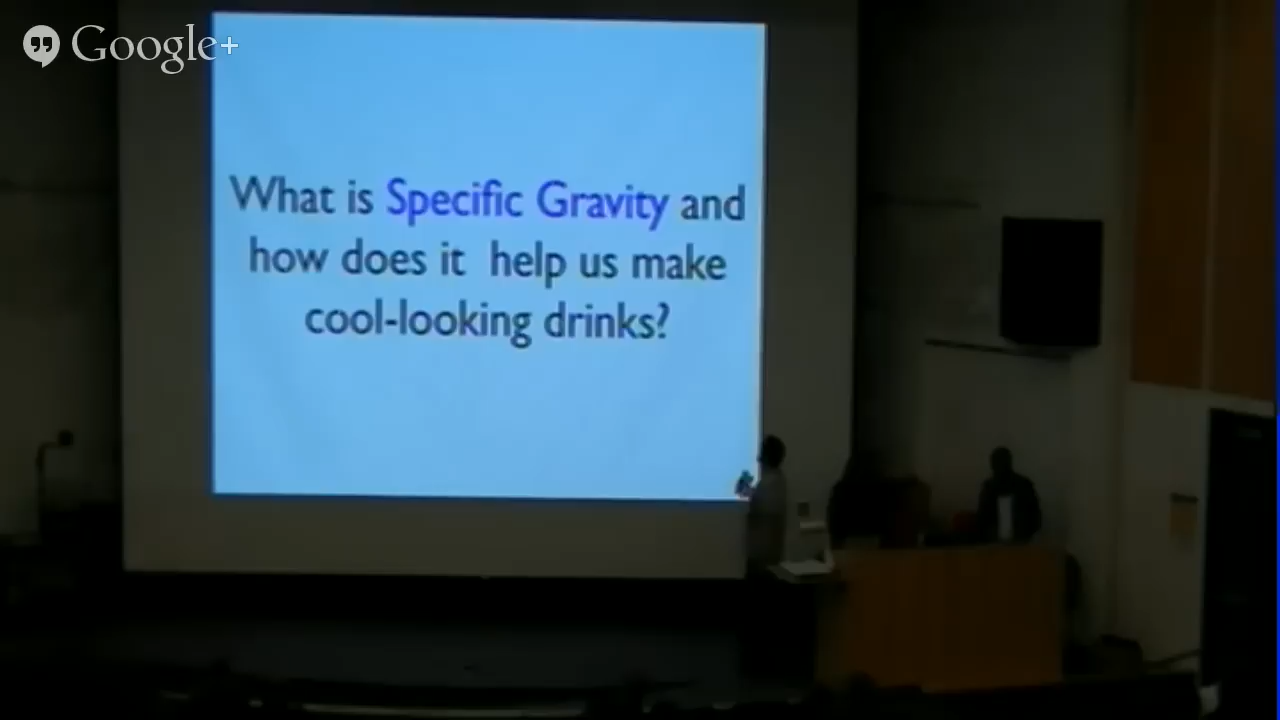 Google+
What is Specific Gravity and
how does it help us make
cool-looking drinks?